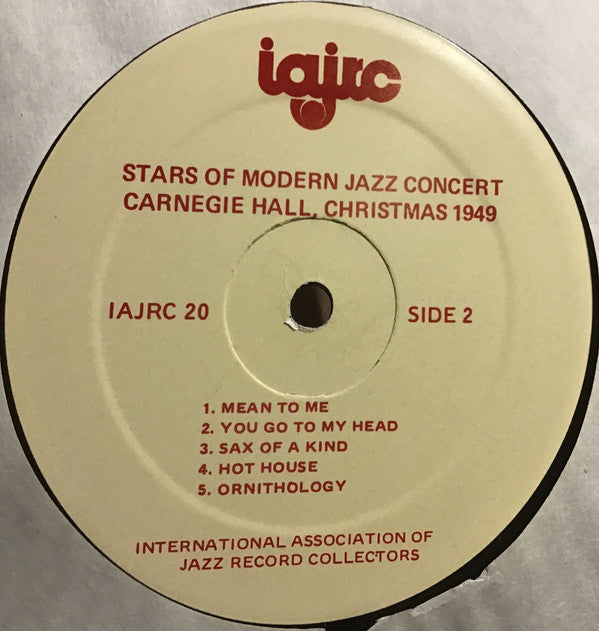 iajrc
STARS OF MODERN JAZZ CONCERT
CARNEGIE HALL, CHRISTMAS 1949
IAJRC 20
SIDE 2
1. MEAN TO ME
2. YOU GO TO MY HEAD
3. SAX OF A KIND
4. HOT HOUSE
5. ORNITHOLOGY
INTERNATIONAL ASSOCIATION OF
JAZZ RECORD COLLECTORS